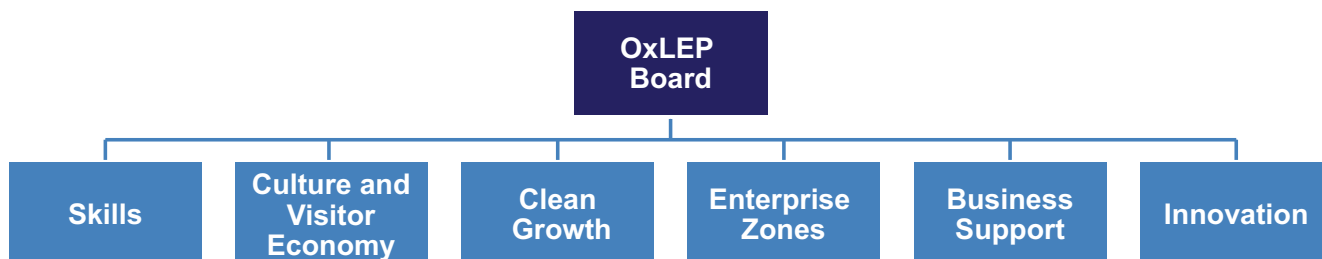 OxLEP
Board
Skills
Culture and
Visitor
Economy
Clean
Growth
Enterprise
Zones
Business
Support
Innovation